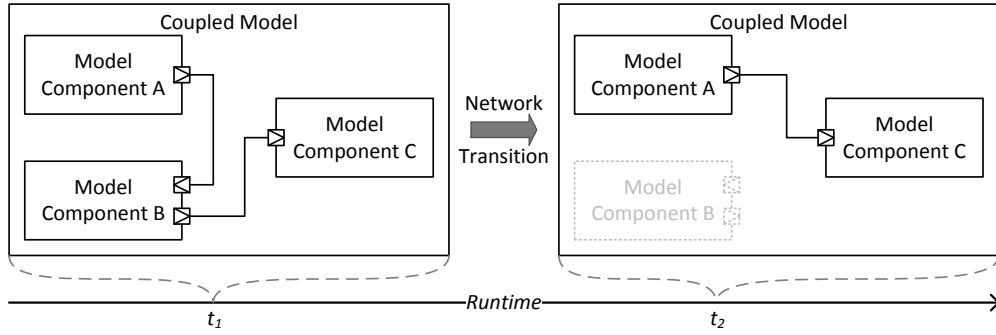 Coupled Model
Model
Component A
Model
Component B
Model
Component C
Network
Transition
Coupled Model
Model
Component A
Model
Component B
Model
Component C
Runtime
t1
t2